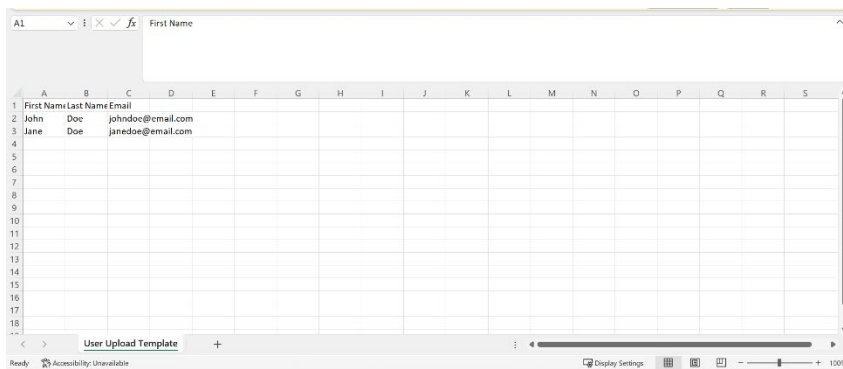 A1 fx First Name
A B C D E F G H I J K L M N O P Q R S
1 First Name Last Name Email
2 John Doe johndoe@email.com
3 Jane Doe janedoe@email.com
4
5
6
7
8
9
10
11
12
13
14
15
16
17
18
User Upload Template +
Ready Accessibility: Unavailable Display Settings - + 100%